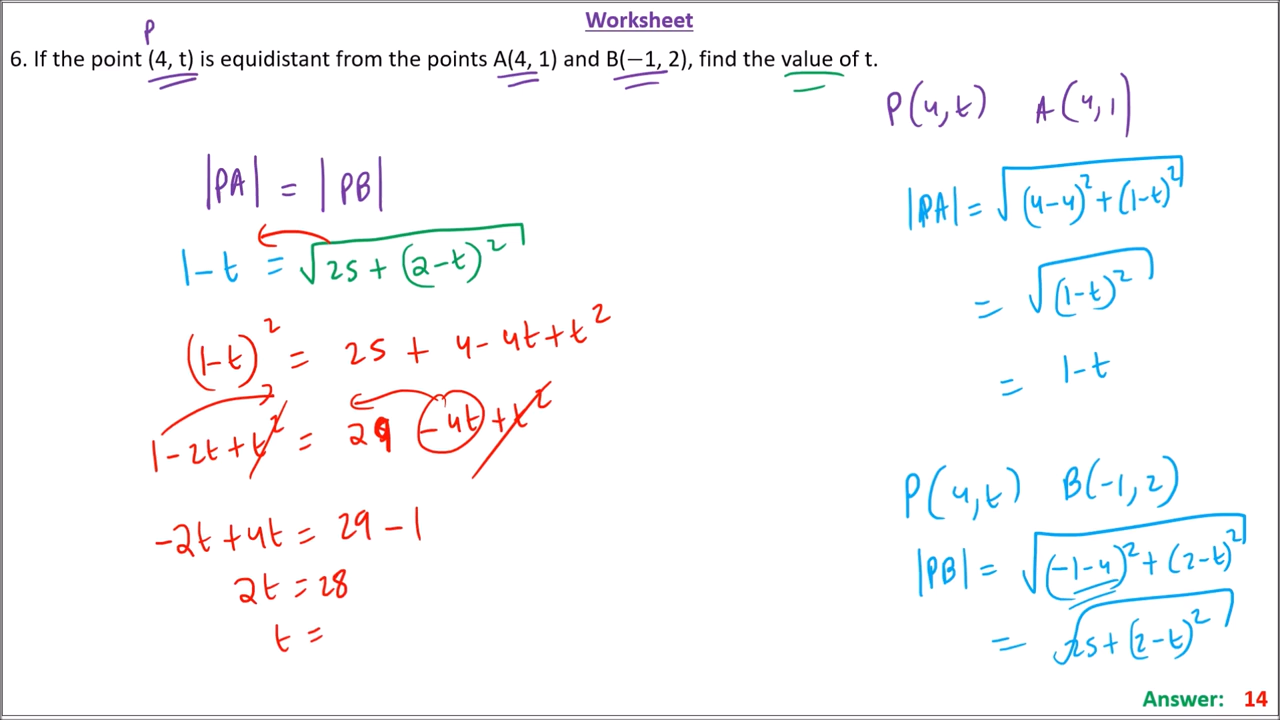 Worksheet
P
6. If the point (4, t) is equidistant from the points A(4, 1) and B(−1, 2), find the value of t.
|PA| = |PB|
1-t = √25+(2-t)²
(1-t)² = 25 + 4-4t+t²
1-2t+t² = 29 -4t+t²
-2t+4t = 29-1
2t = 28
t =
P(4,t) A(4,1)
|PA| = √(4-4)²+(1-t)²
= √(1-t)²
= 1-t
P(4,t) B(-1,2)
|PB| = √(-1-4)²+(2-t)²
= √25+(2-t)²
Answer: 14